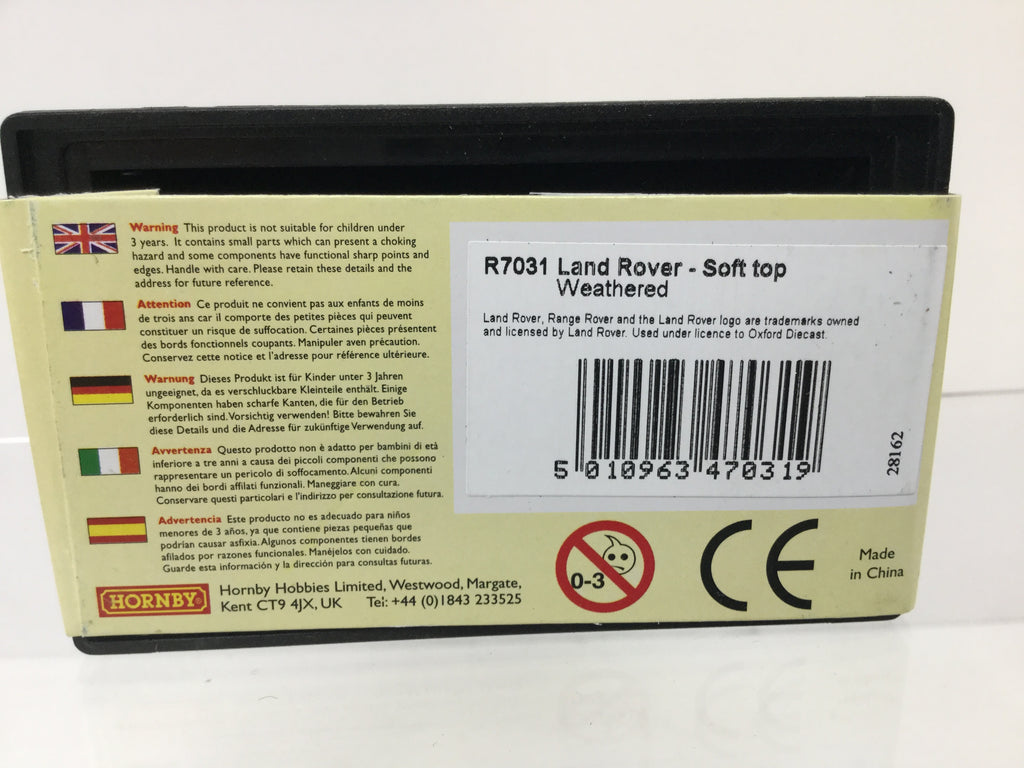 Warning This product is not suitable for children under
3 years. It contains small parts which can present a choking
hazard and some components have functional sharp points and
edges. Handle with care. Please retain these details and the
address for future reference.
Attention Ce produit ne convient pas aux enfants de moins
de trois ans car il comporte des petites pièces qui peuvent
constituer un risque de suffocation. Certaines pièces présentent
des bords fonctionnels coupants. Manipuler aven précaution.
Conservez cette notice et l'adresse pour référence ultérieure.
Warnung Dieses Produkt ist für Kinder unter 3 Jahren
ungeeignet, da es verschluckbare Kleinteile enthält. Einige
Komponenten haben scharfe Kanten, die für den Betrieb
erforderlich sind. Vorsichtig verwenden! Bitte bewahren Sie
diese Details und die Adresse für zukünftige Verwendung auf.
Avvertenza Questo prodotto non è adatto per bambini di età
inferiore a tre anni a causa dei piccoli componenti che possono
rappresentare un pericolo di soffocamento. Alcuni componenti
hanno dei bordi affilati funzionali. Maneggiare con cura.
Conservare questi particolari e l'indirizzo per consultazione futura.
Advertencia Este producto no es adecuado para niños
menores de 3 años, ya que contiene piezas pequeñas que
podrían causar asfixia. Algunos componentes tienen bordes
afilados por razones funcionales. Manéjelos con cuidado.
Guarde esta información y la dirección para consultas futuras.
HORNBY
Hornby Hobbies Limited, Westwood, Margate,
Kent CT9 4JX, UK Tel: +44 (0)1843 233525
R7031 Land Rover - Soft top
Weathered
Land Rover, Range Rover and the Land Rover logo are trademarks owned
and licensed by Land Rover. Used under licence to Oxford Diecast.
5 010963 470319
28162
0-3
CE
Made
in China